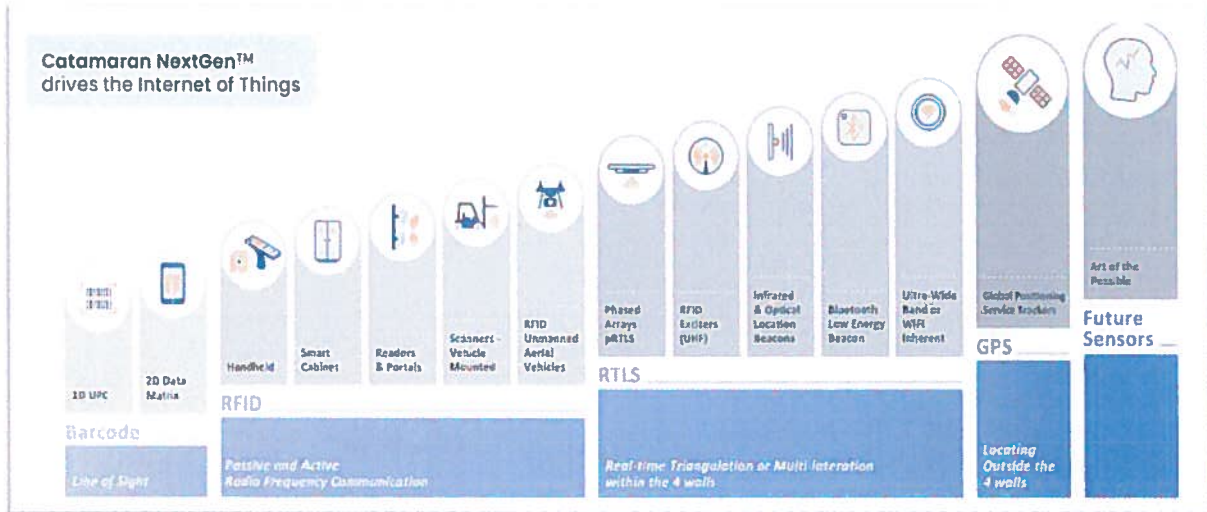 Catamaran NextGen™
drives the Internet of Things
1D UPC
2D Data
Matrix
Barcode
Line of Sight
Handheld
Smart
Cabinet
Readers
& Portals
Scanners -
Vehicle
Mounted
RFID
Unmanned
Aerial
Vehicles
RFID
Passive and Active
Radio Frequency Communication
Phased
Arrays
pRTLS
RFID
Exciters
(UHF)
Infrared
& Optical
Location
Beacons
Bluetooth
Low Energy
Beacon
Ultra-Wide
Band or
WiFi
Inherent
RTLS
Real-time Triangulation or Multi lateration
within the 4 walls
Global Positioning
Service Trackers
GPS
Locating
Outside the
4 walls
Art of the
Possible
Future
Sensors